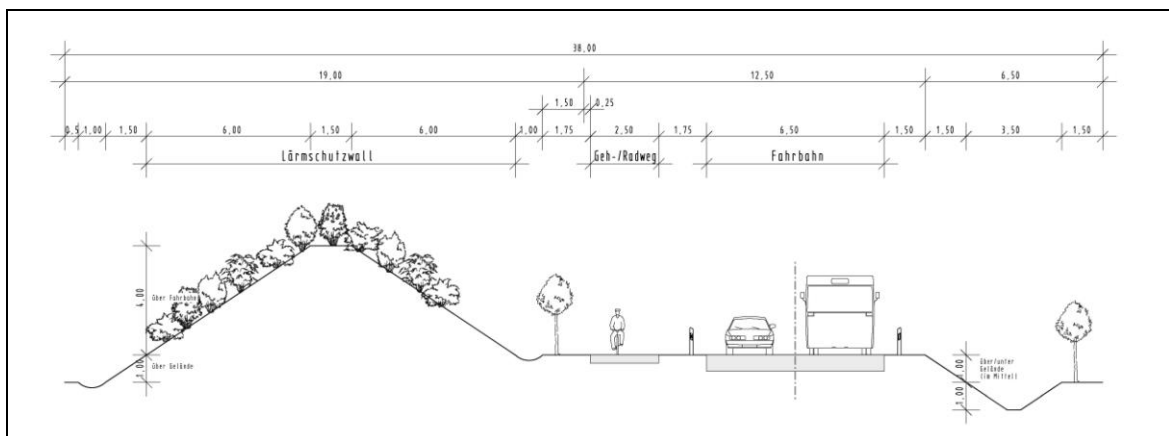 38,00
19,00 12,50 6,50
1,50 0,25
0.5 1,00 1,50 6,00 1,50 6,00 1,00 1,75 2,50 1,75 6,50 1,50 1,50 3,50 1,50
Lärmschutzwall Geh-/Radweg Fahrbahn
4,00
über Fahrbahn
1,00
über Gelände
1,00
1,00
über/unter
Gelände
(im Mittel)